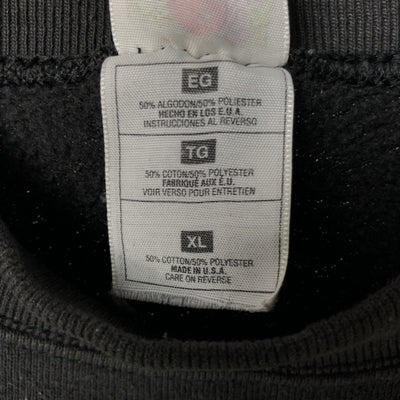 EG
50% ALGODON/50% POLIESTER
HECHO EN LOS E.U.A.
INSTRUCCIONES AL REVERSO
TG
50% COTON/50% POLYESTER
FABRIQUÉ AUX É.U.
VOIR VERSO POUR ENTRETIEN
XL
50% COTTON/50% POLYESTER
MADE IN U.S.A.
CARE ON REVERSE